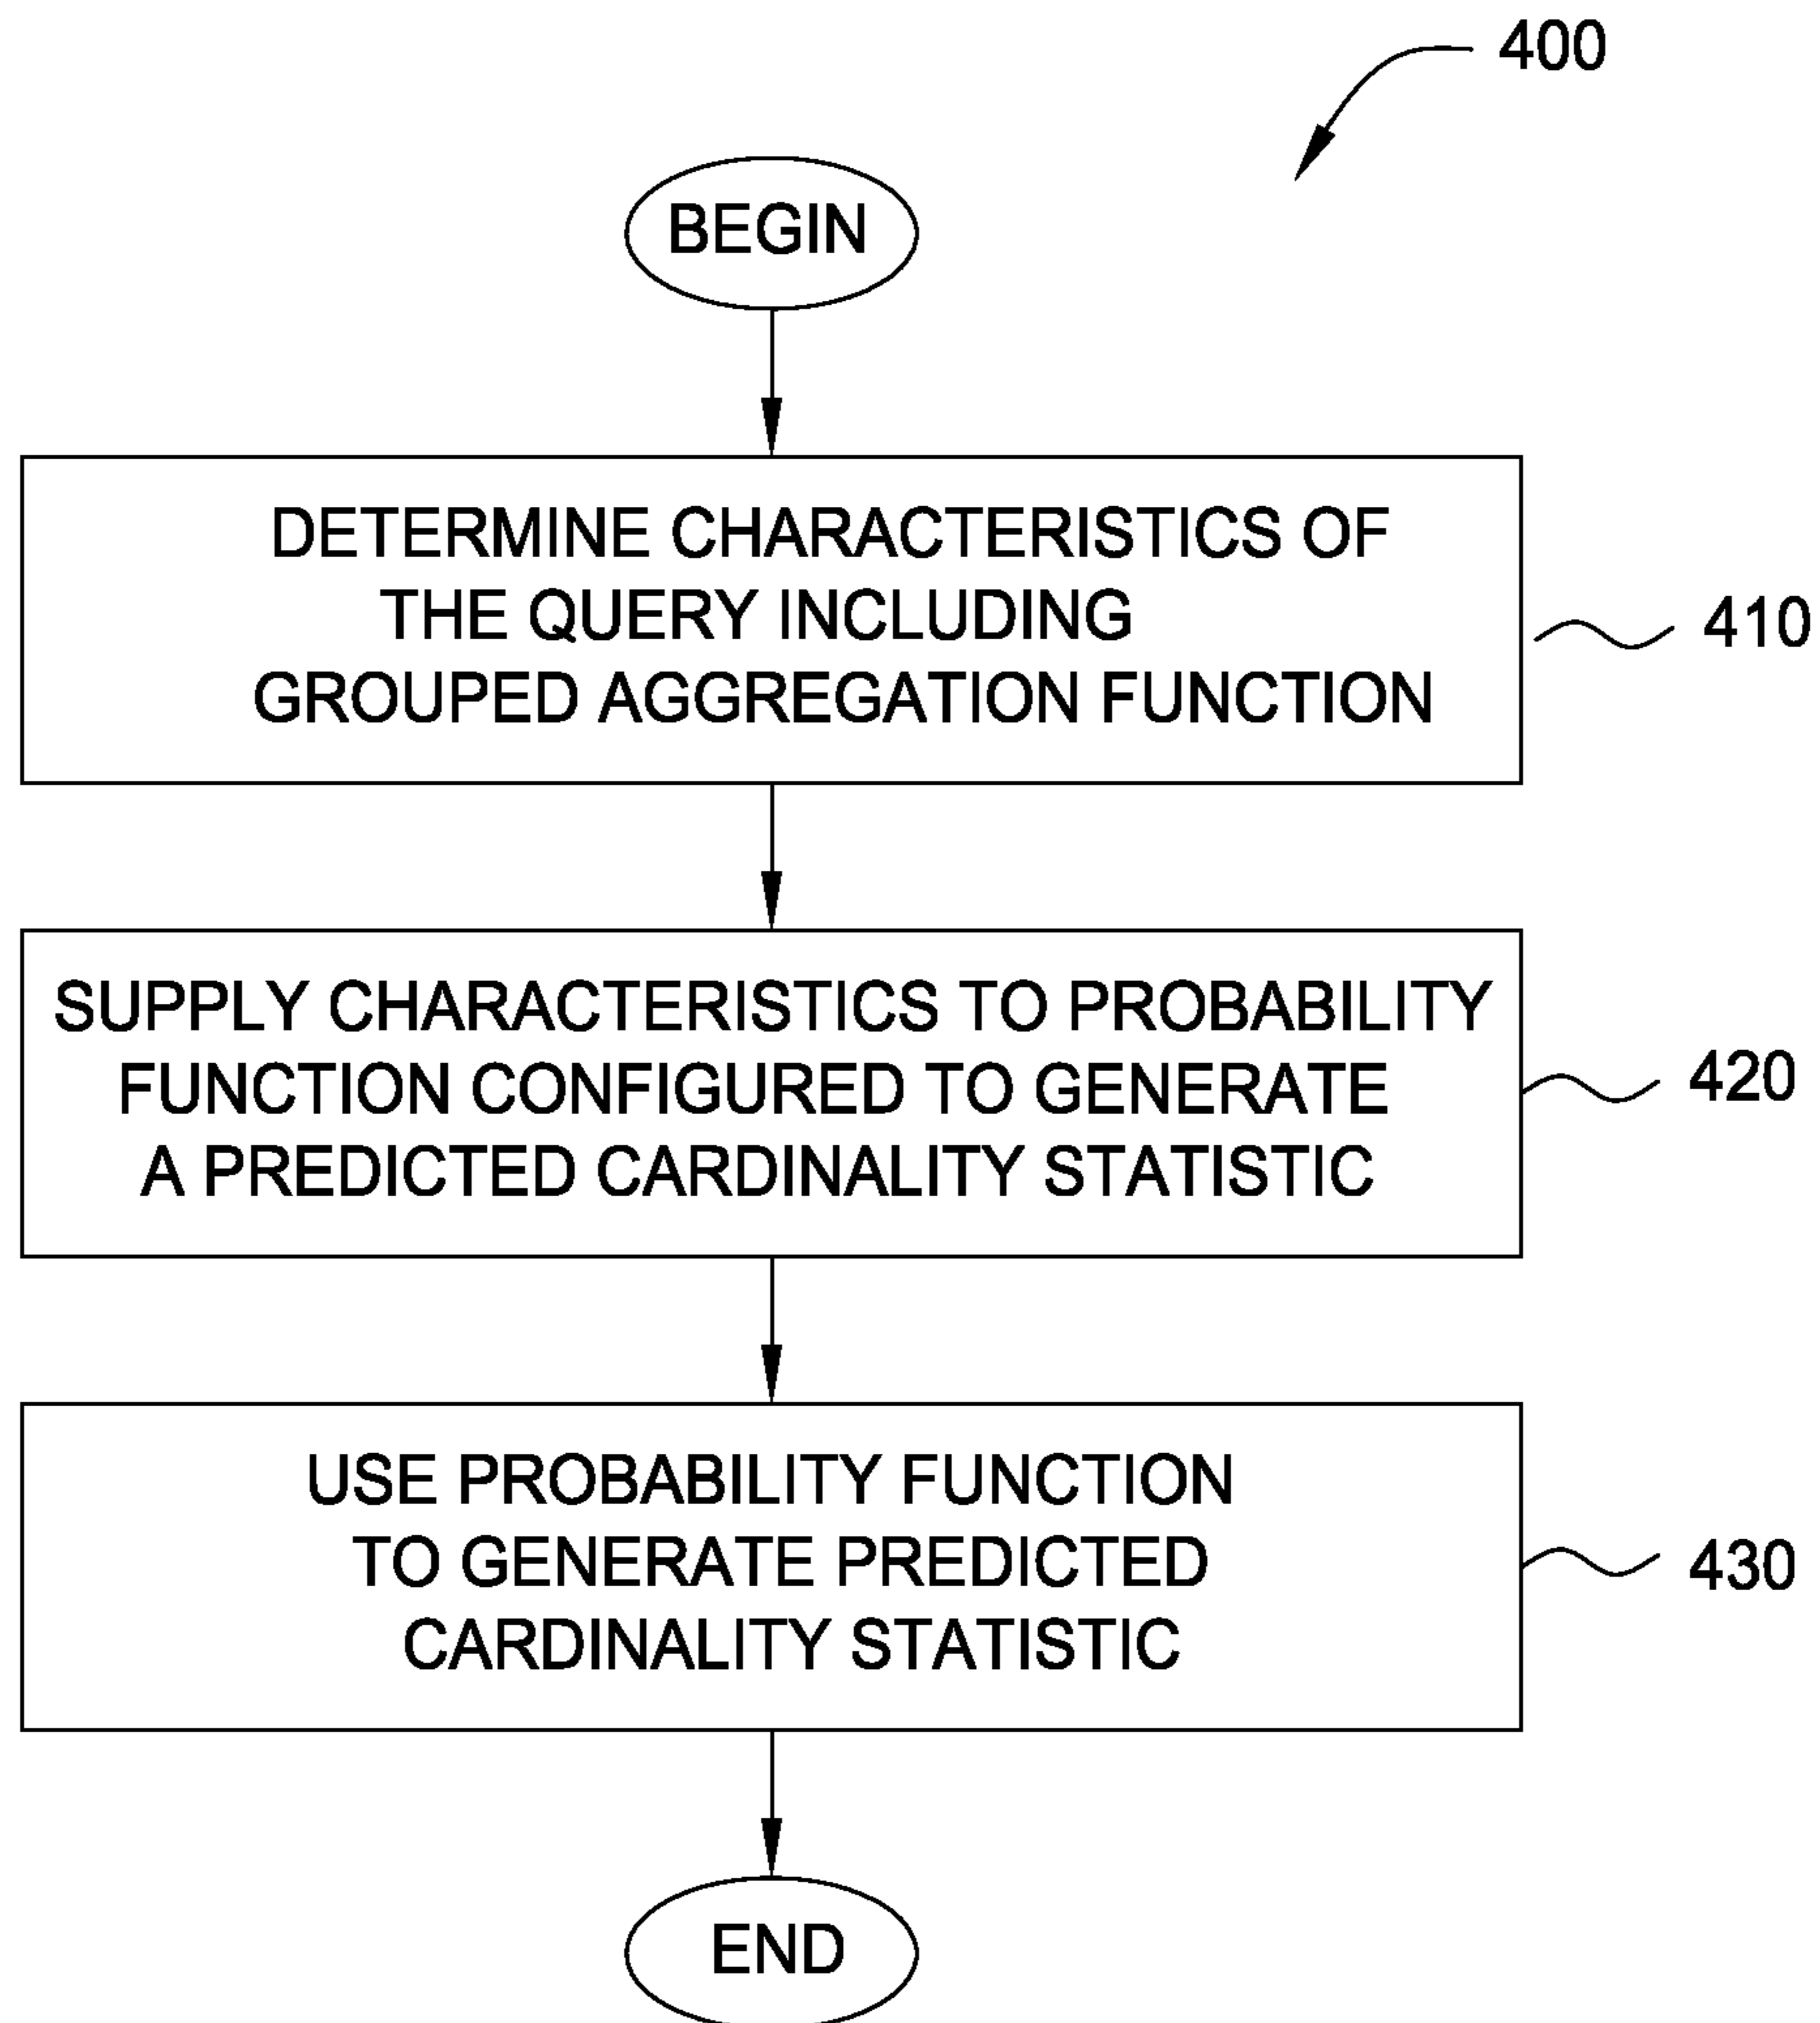 400
BEGIN
DETERMINE CHARACTERISTICS OF
THE QUERY INCLUDING
GROUPED AGGREGATION FUNCTION
410
SUPPLY CHARACTERISTICS TO PROBABILITY
FUNCTION CONFIGURED TO GENERATE
A PREDICTED CARDINALITY STATISTIC
420
USE PROBABILITY FUNCTION
TO GENERATE PREDICTED
CARDINALITY STATISTIC
430
END